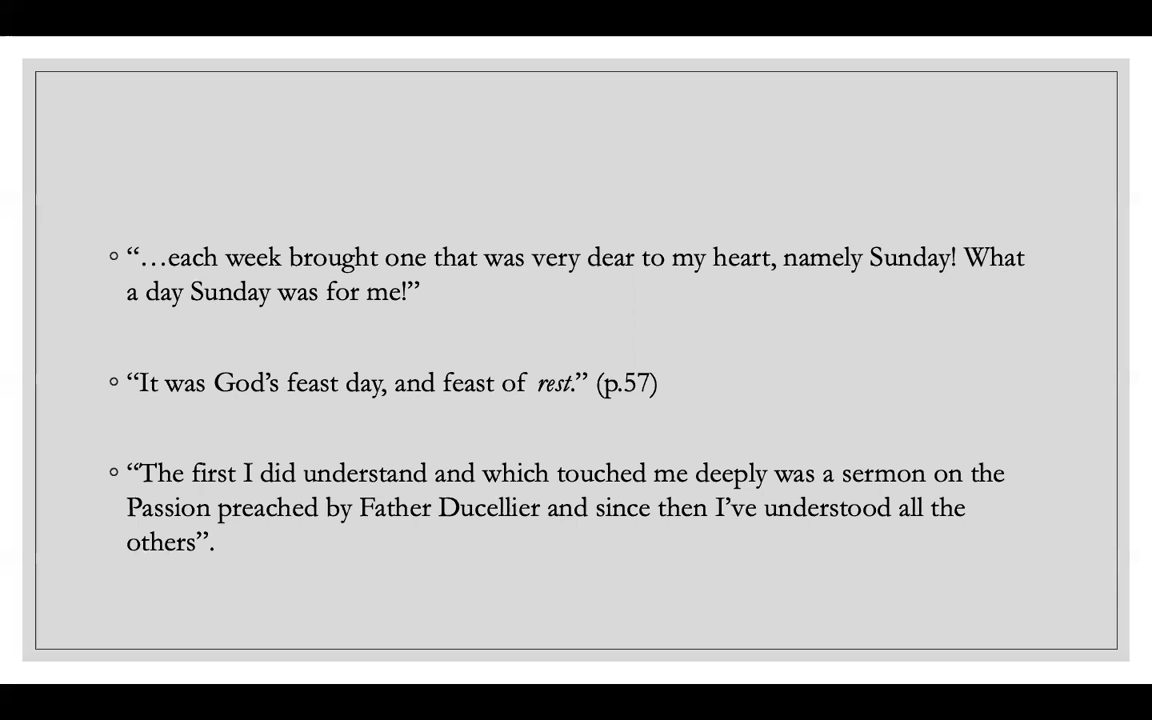 ◦ “…each week brought one that was very dear to my heart, namely Sunday! What
a day Sunday was for me!”
◦ “It was God’s feast day, and feast of rest.” (p.57)
◦ “The first I did understand and which touched me deeply was a sermon on the
Passion preached by Father Ducellier and since then I’ve understood all the
others”.